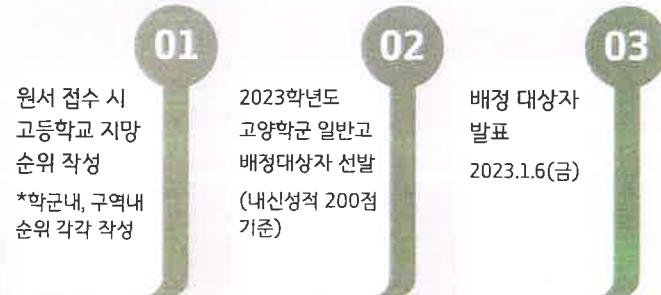 01
원서 접수 시
고등학교 지망
순위 작성
*학군내, 구역내
순위 각각 작성
02
2023학년도
고양학군 일반고
배정대상자 선발
(내신성적 200점
기준)
03
배정 대상자
발표
2023.1.6(금)